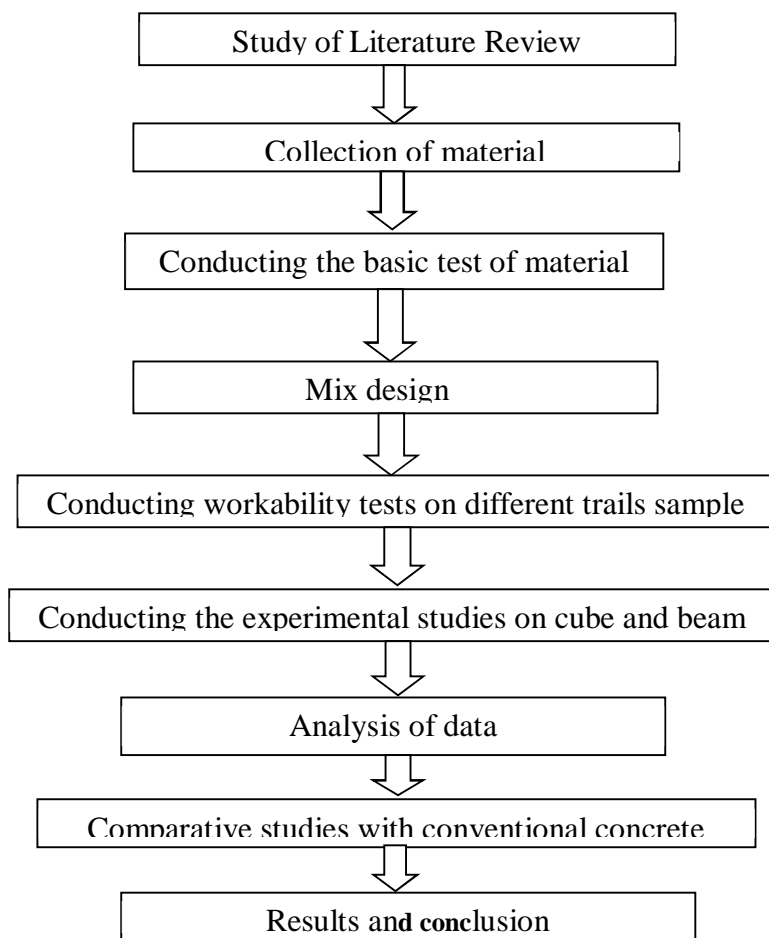 Study of Literature Review
Collection of material
Conducting the basic test of material
Mix design
Conducting workability tests on different trails sample
Conducting the experimental studies on cube and beam
Analysis of data
Comparative studies with conventional concrete
Results and conclusion